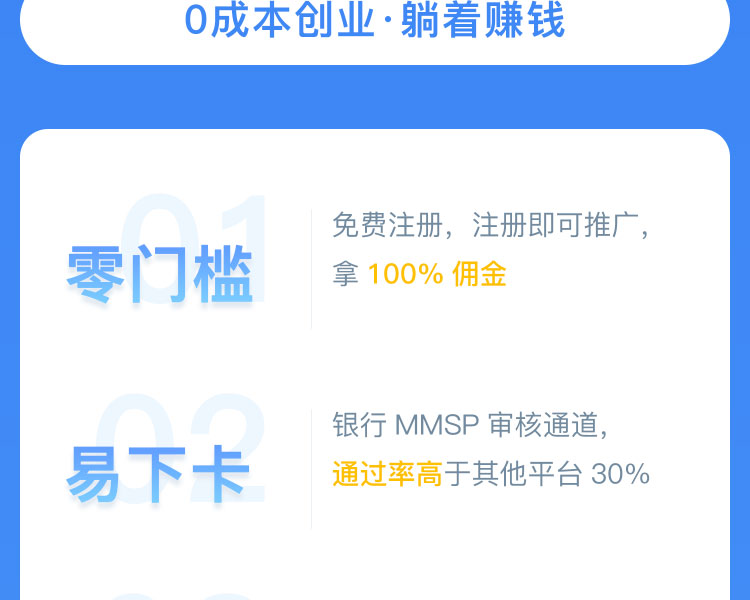 0成本创业·躺着赚钱
01
零门槛
免费注册，注册即可推广，
拿 100% 佣金
02
易下卡
银行 MMSP 审核通道，
通过率高于其他平台 30%